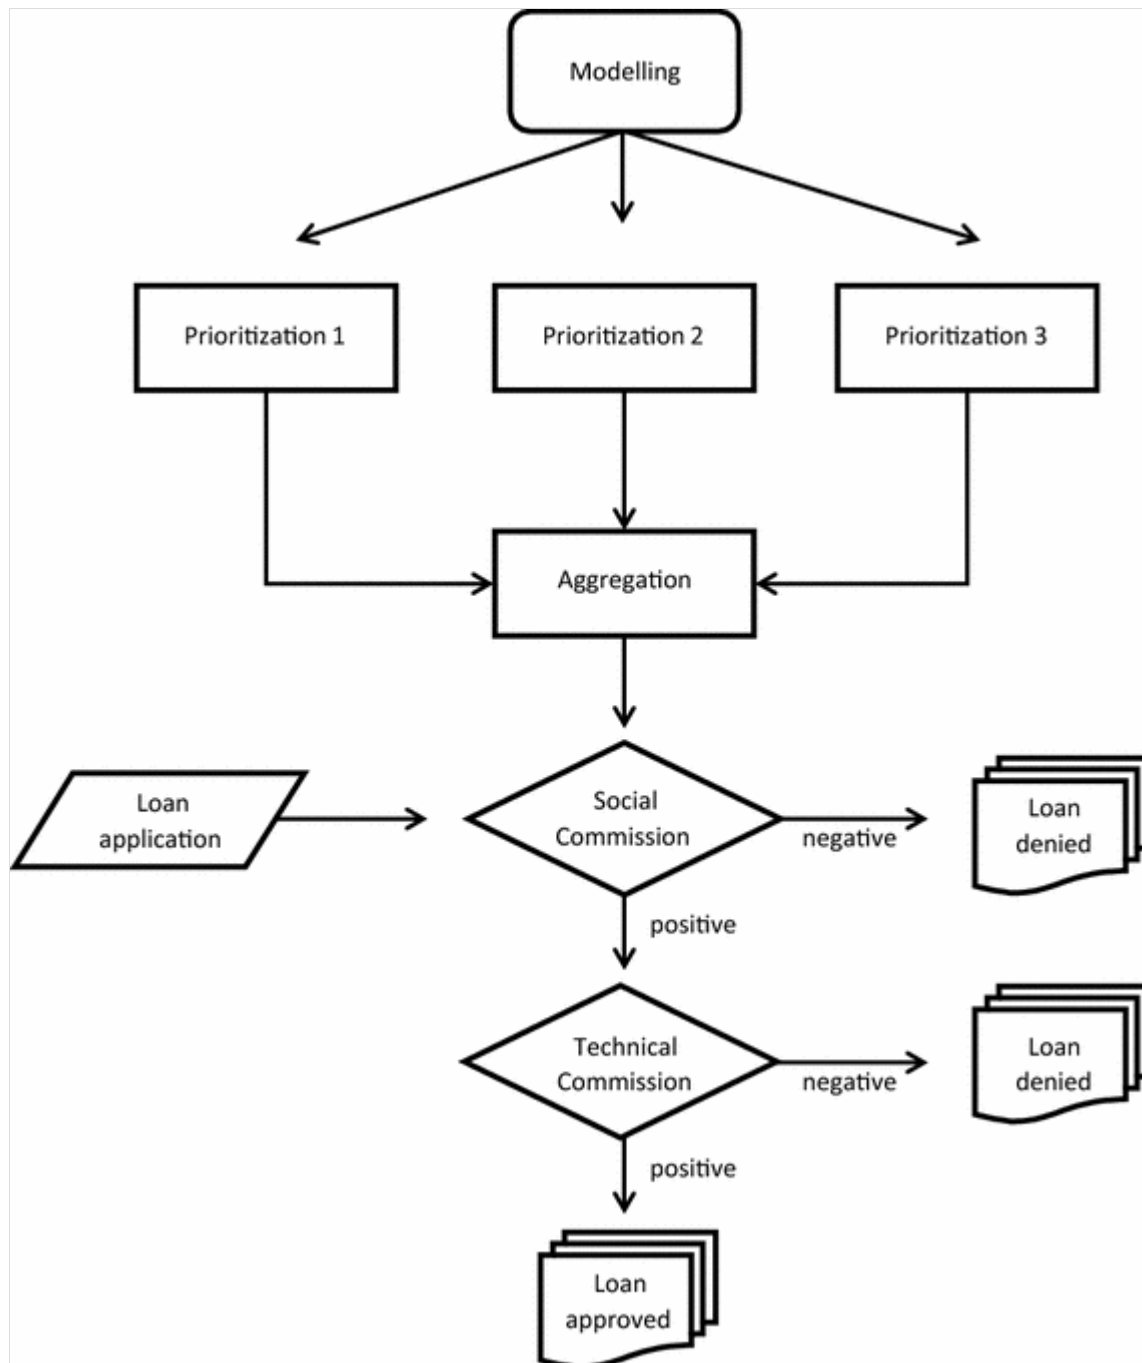 Modelling
Prioritization 1
Prioritization 2
Prioritization 3
Aggregation
Loan
application
Social
Commission
negative
Loan
denied
positive
Technical
Commission
negative
Loan
denied
positive
Loan
approved